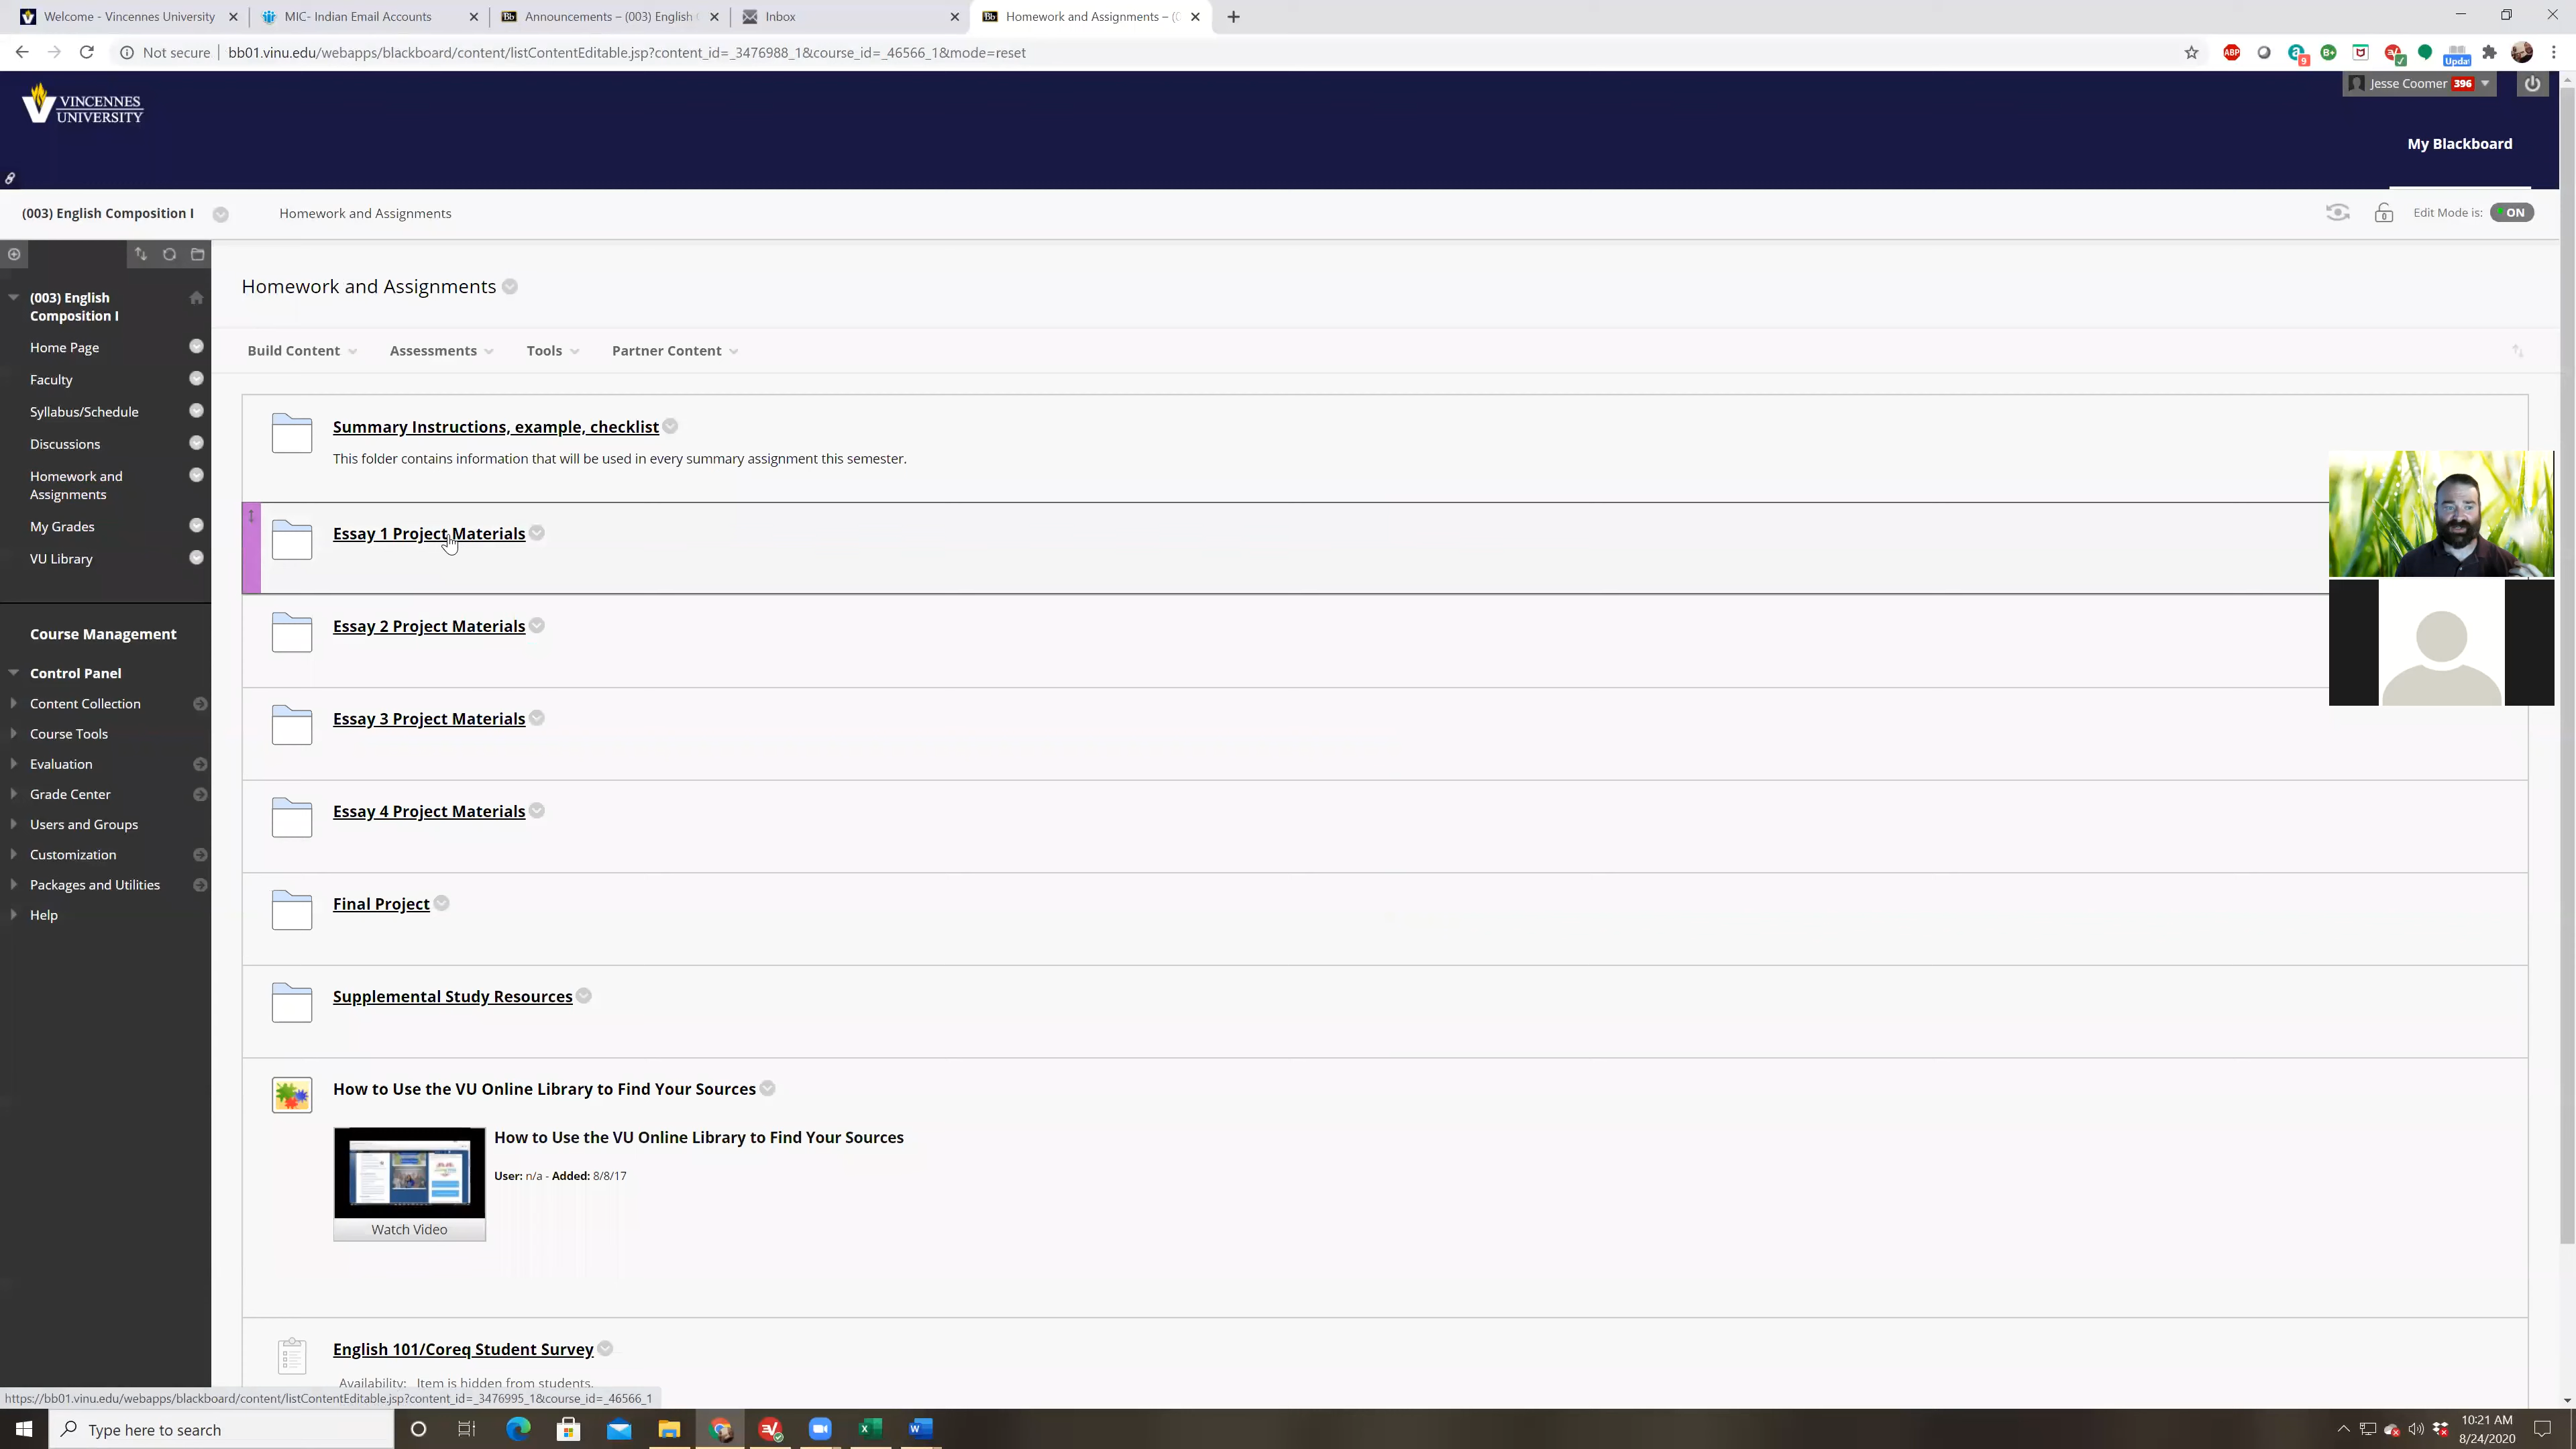 Welcome - Vincennes University
MIC- Indian Email Accounts
Announcements – (003) English
Inbox
Homework and Assignments – (
Not secure
bb01.vinu.edu/webapps/blackboard/content/listContentEditable.jsp?content_id=_3476988_1&course_id=_46566_1&mode=reset
ABP
9
B+
Updat
VINCENNES
UNIVERSITY
Jesse Coomer 396
My Blackboard
(003) English Composition I
Homework and Assignments
Edit Mode is: ON
(003) English
Composition I
Home Page
Faculty
Syllabus/Schedule
Discussions
Homework and
Assignments
My Grades
VU Library
Course Management
Control Panel
Content Collection
Course Tools
Evaluation
Grade Center
Users and Groups
Customization
Packages and Utilities
Help
Homework and Assignments
Build Content
Assessments
Tools
Partner Content
Summary Instructions, example, checklist
This folder contains information that will be used in every summary assignment this semester.
Essay 1 Project Materials
Essay 2 Project Materials
Essay 3 Project Materials
Essay 4 Project Materials
Final Project
Supplemental Study Resources
How to Use the VU Online Library to Find Your Sources
How to Use the VU Online Library to Find Your Sources
User: n/a - Added: 8/8/17
Watch Video
English 101/Coreq Student Survey
Availability: Item is hidden from students.
https://bb01.vinu.edu/webapps/blackboard/content/listContentEditable.jsp?content_id=_3476995_1&course_id=_46566_1
Type here to search
10:21 AM
8/24/2020